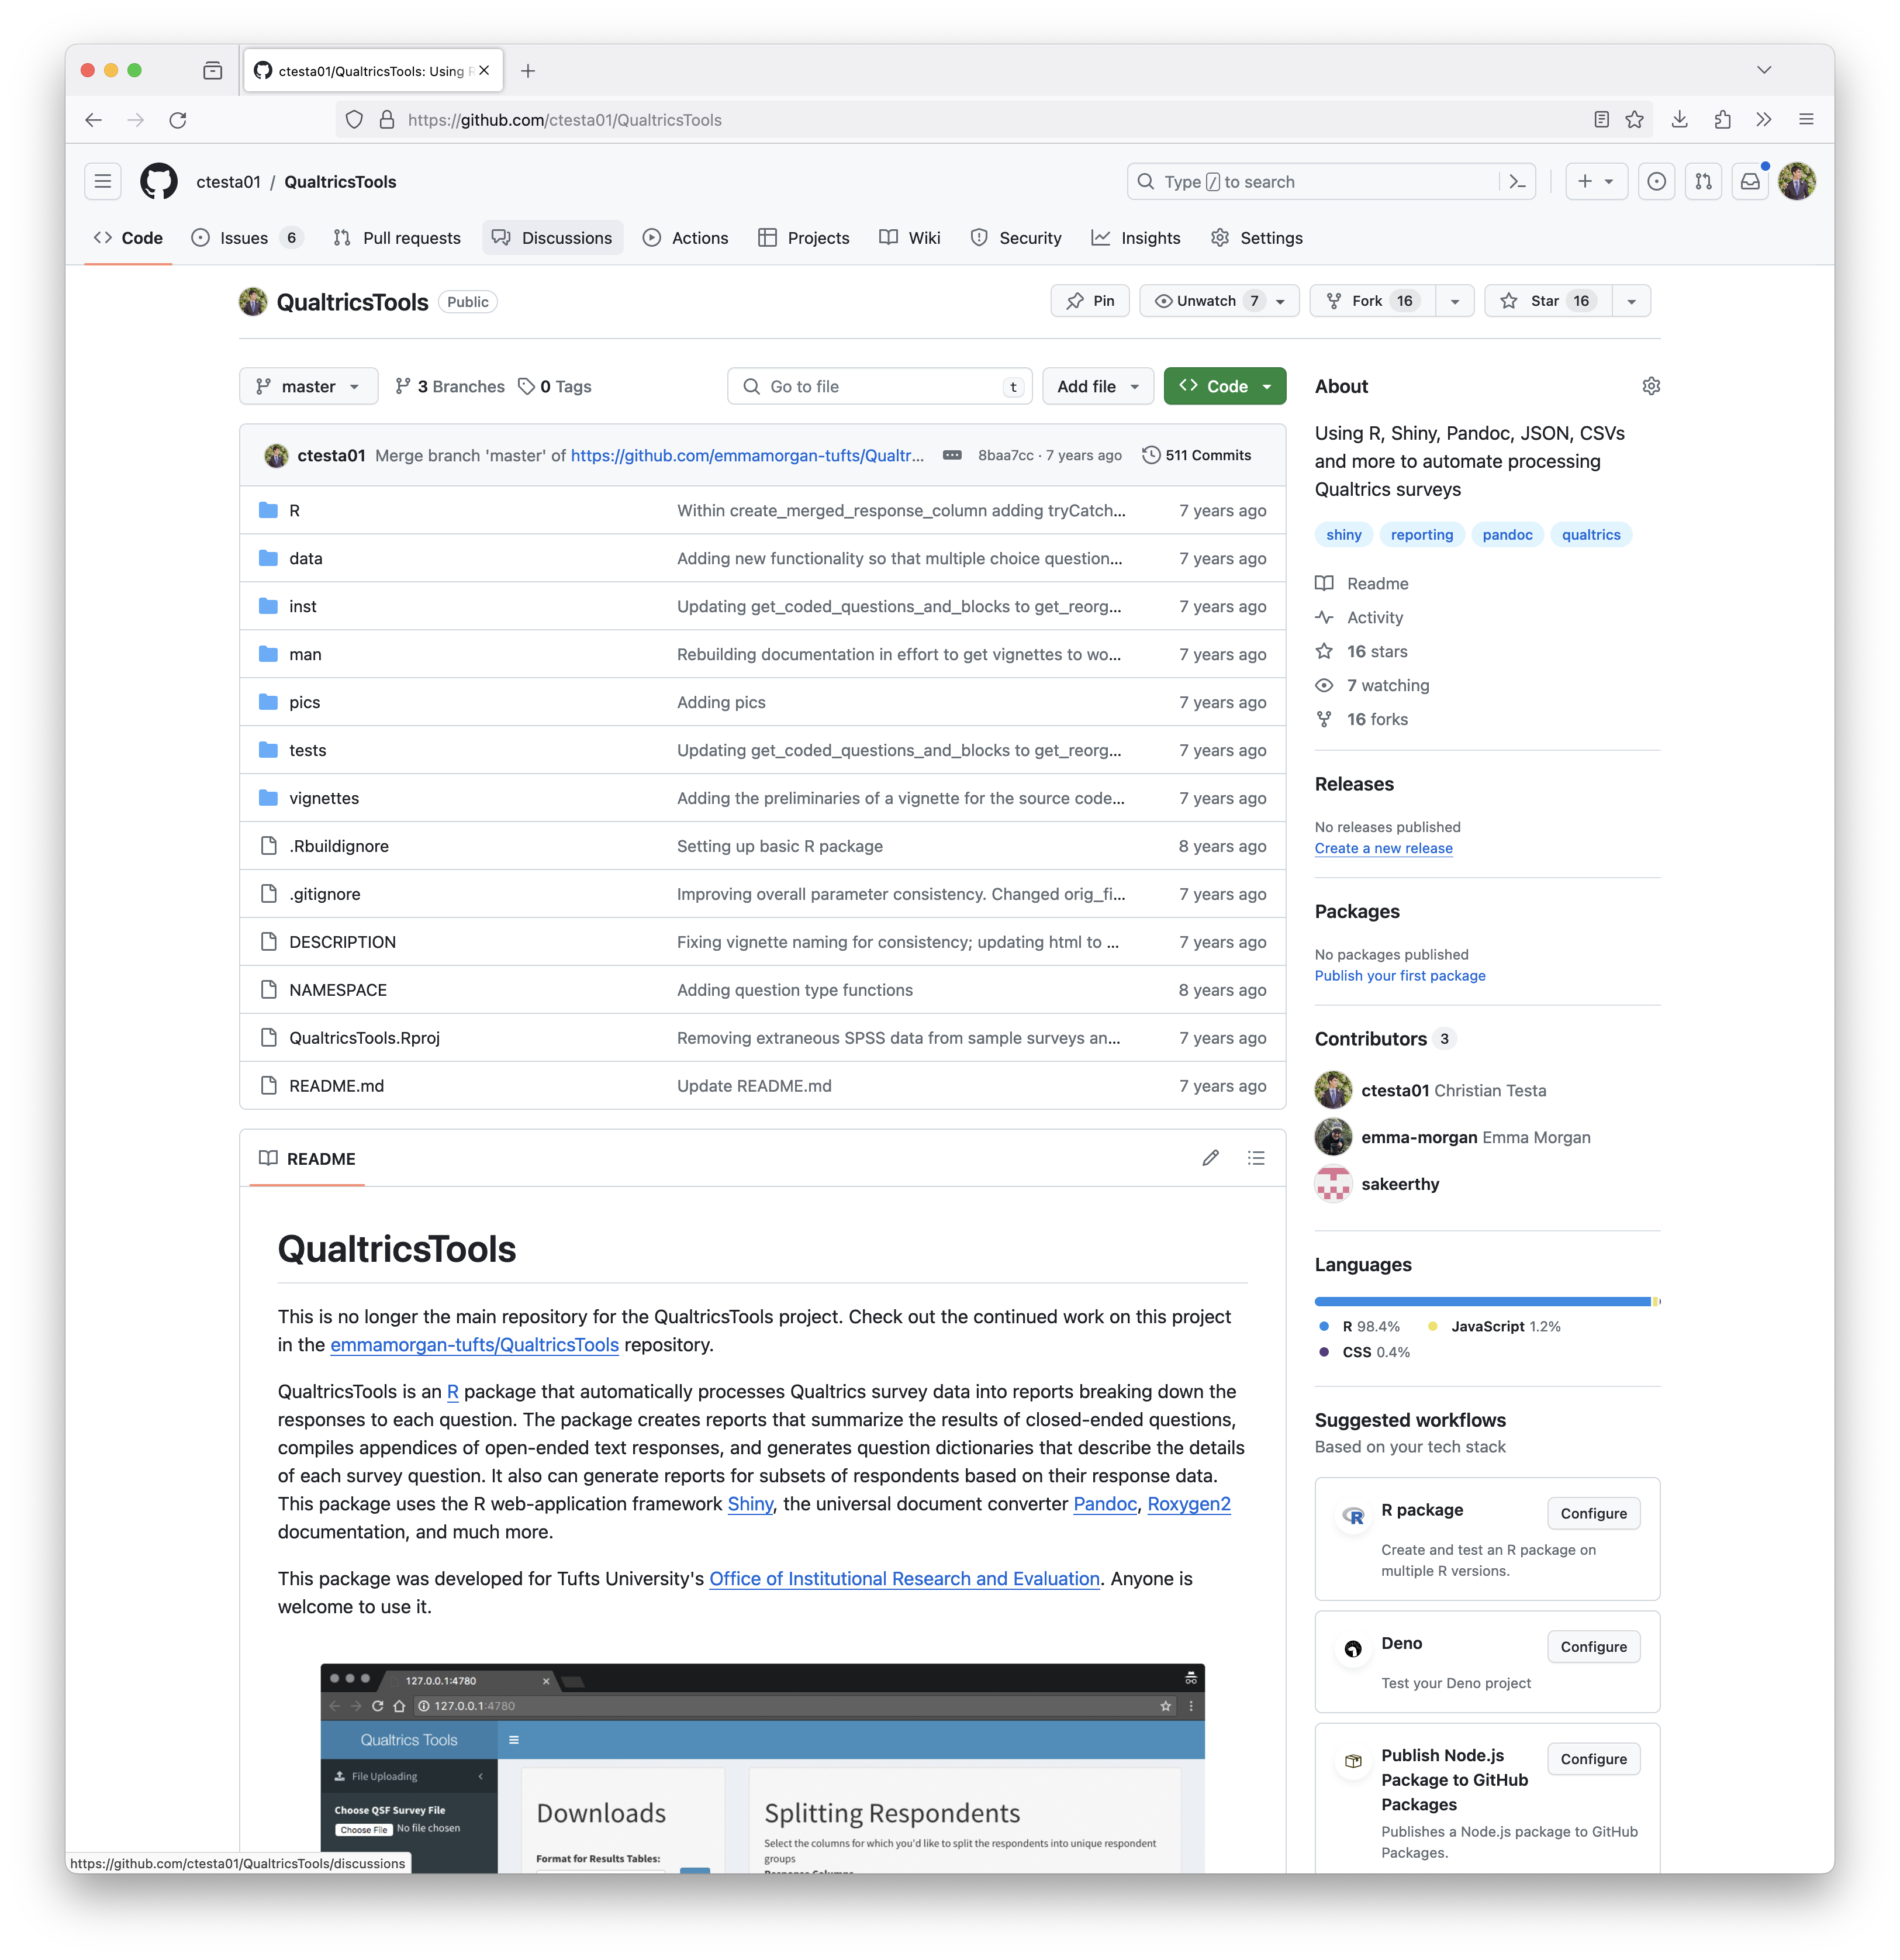 ctesta01/QualtricsTools: Using R
https://github.com/ctesta01/QualtricsTools
ctesta01 / QualtricsTools
Type / to search
Code
Issues 6
Pull requests
Discussions
Actions
Projects
Wiki
Security
Insights
Settings
QualtricsTools Public
Pin
Unwatch 7
Fork 16
Star 16
master
3 Branches
0 Tags
Go to file t
Add file
Code
ctesta01 Merge branch 'master' of https://github.com/emmamorgan-tufts/Qualtr... 8baa7cc · 7 years ago 511 Commits
R Within create_merged_response_column adding tryCatch... 7 years ago
data Adding new functionality so that multiple choice question... 7 years ago
inst Updating get_coded_questions_and_blocks to get_reorg... 7 years ago
man Rebuilding documentation in effort to get vignettes to wo... 7 years ago
pics Adding pics 7 years ago
tests Updating get_coded_questions_and_blocks to get_reorg... 7 years ago
vignettes Adding the preliminaries of a vignette for the source code... 7 years ago
.Rbuildignore Setting up basic R package 8 years ago
.gitignore Improving overall parameter consistency. Changed orig_fi... 7 years ago
DESCRIPTION Fixing vignette naming for consistency; updating html to ... 7 years ago
NAMESPACE Adding question type functions 8 years ago
QualtricsTools.Rproj Removing extraneous SPSS data from sample surveys an... 7 years ago
README.md Update README.md 7 years ago
README
QualtricsTools
This is no longer the main repository for the QualtricsTools project. Check out the continued work on this project
in the emmamorgan-tufts/QualtricsTools repository.
QualtricsTools is an R package that automatically processes Qualtrics survey data into reports breaking down the
responses to each question. The package creates reports that summarize the results of closed-ended questions,
compiles appendices of open-ended text responses, and generates question dictionaries that describe the details
of each survey question. It also can generate reports for subsets of respondents based on their response data.
This package uses the R web-application framework Shiny, the universal document converter Pandoc, Roxygen2
documentation, and much more.
This package was developed for Tufts University's Office of Institutional Research and Evaluation. Anyone is
welcome to use it.
127.0.0.1:4780
127.0.0.1:4780
Qualtrics Tools
File Uploading
Choose QSF Survey File
Choose File No file chosen
Downloads
Format for Results Tables:
Splitting Respondents
Select the columns for which you'd like to split the respondents into unique respondent
groups
Response Columns
https://github.com/ctesta01/QualtricsTools/discussions
About
Using R, Shiny, Pandoc, JSON, CSVs
and more to automate processing
Qualtrics surveys
shiny reporting pandoc qualtrics
Readme
Activity
16 stars
7 watching
16 forks
Releases
No releases published
Create a new release
Packages
No packages published
Publish your first package
Contributors 3
ctesta01 Christian Testa
emma-morgan Emma Morgan
sakeerthy
Languages
R 98.4% JavaScript 1.2%
CSS 0.4%
Suggested workflows
Based on your tech stack
R package
Configure
Create and test an R package on
multiple R versions.
Deno
Configure
Test your Deno project
Publish Node.js
Package to GitHub
Packages
Configure
Publishes a Node.js package to GitHub
Packages.